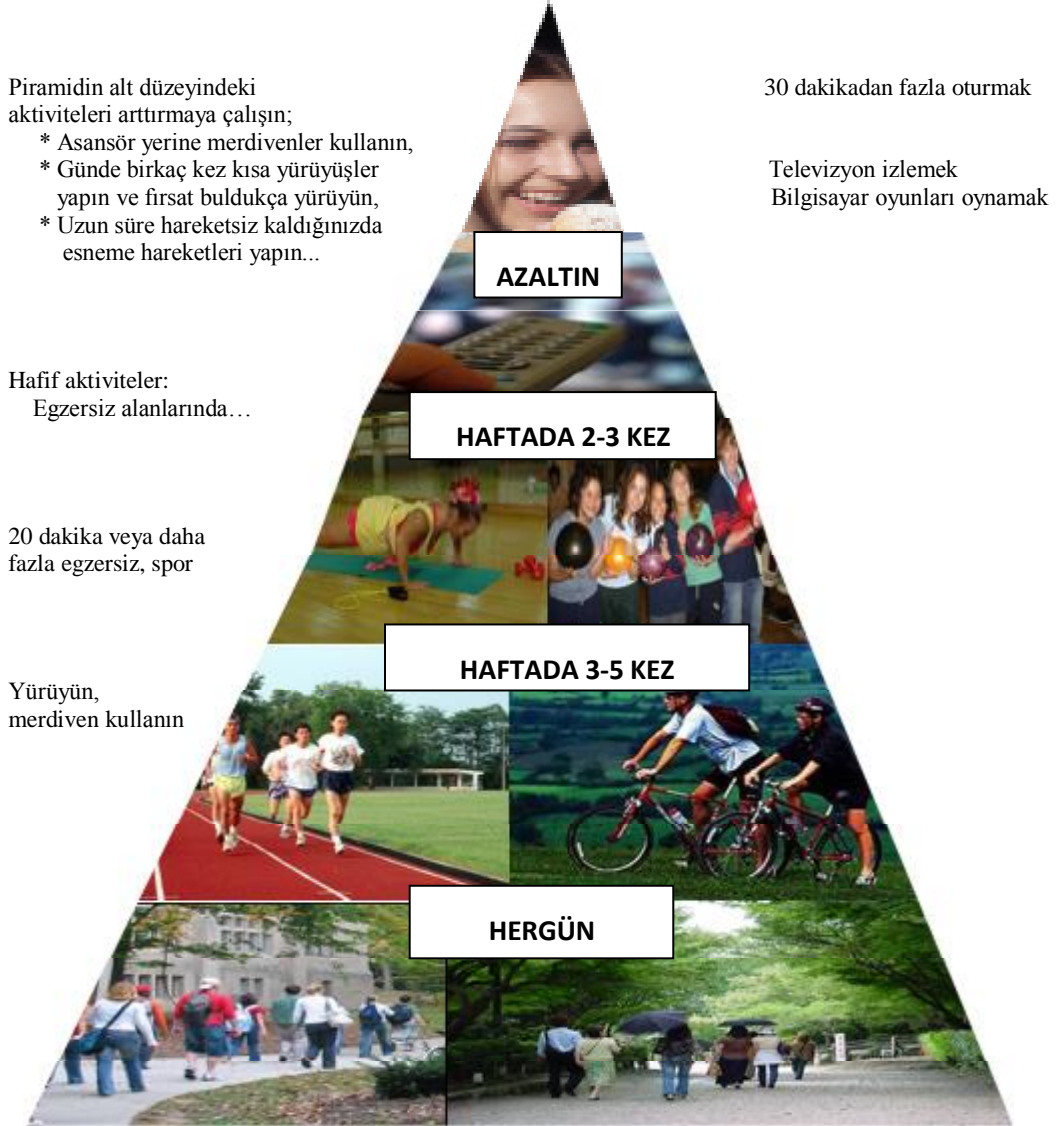 Piramidin alt düzeyindeki
aktiviteleri arttırmaya çalışın;
* Asansör yerine merdivenler kullanın,
* Günde birkaç kez kısa yürüyüşler
yapın ve fırsat buldukça yürüyün,
* Uzun süre hareketsiz kaldığınızda
esneme hareketleri yapın...
30 dakikadan fazla oturmak
Televizyon izlemek
Bilgisayar oyunları oynamak
AZALTIN
Hafif aktiviteler:
Egzersiz alanlarında…
HAFTADA 2-3 KEZ
20 dakika veya daha
fazla egzersiz, spor
HAFTADA 3-5 KEZ
Yürüyün,
merdiven kullanın
HERGÜN